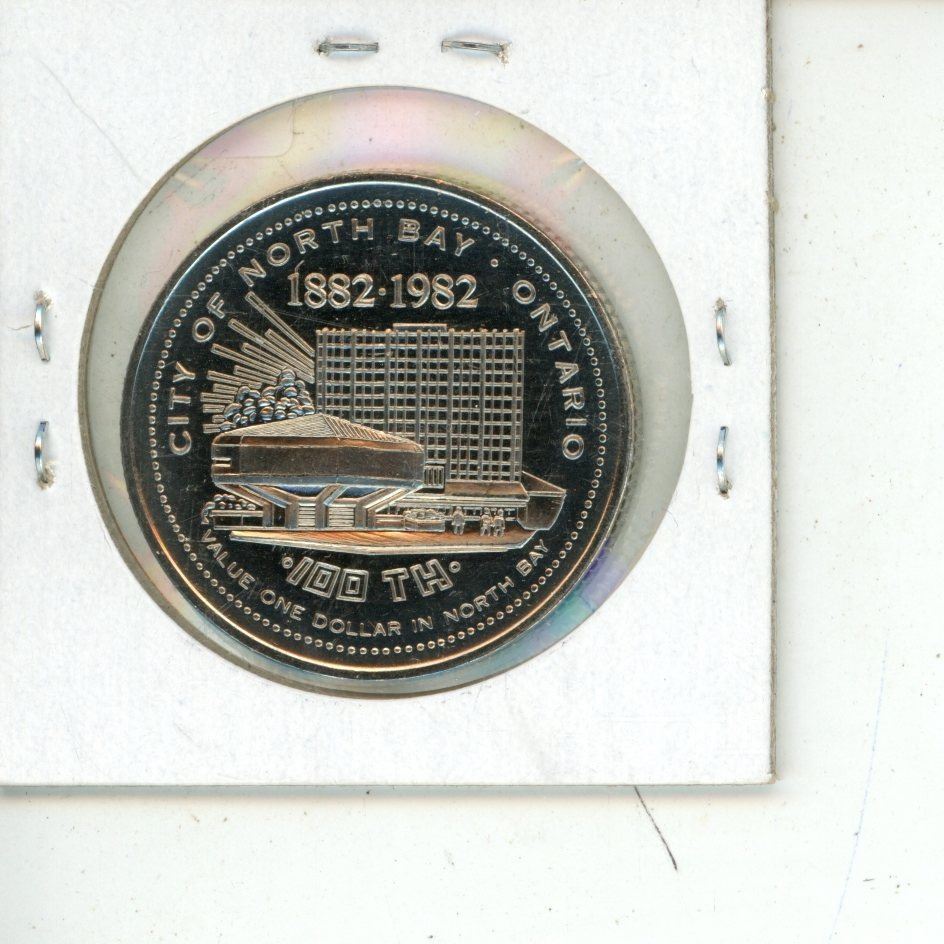 CITY OF NORTH BAY · ONTARIO
1882·1982
·100 TH·
VALUE ONE DOLLAR IN NORTH BAY